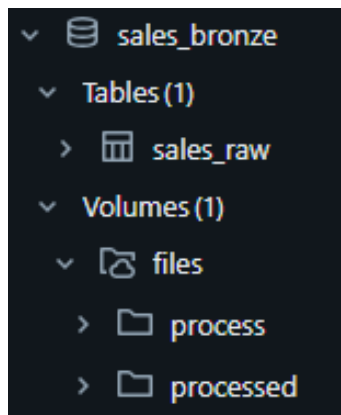 sales_bronze
Tables (1)
sales_raw
Volumes (1)
files
process
processed